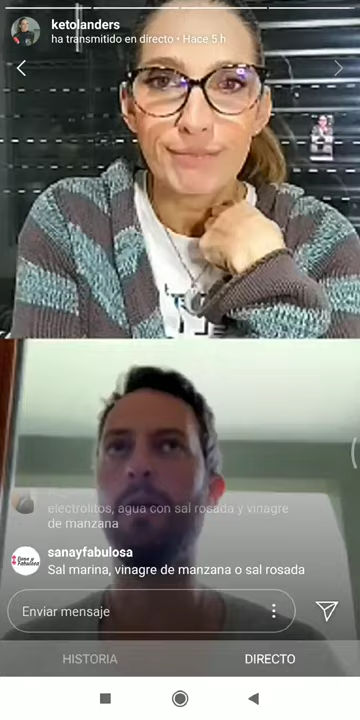 ketolanders
ha transmitido en directo • Hace 5 h
electrolitos, agua con sal rosada y vinagre
de manzana
sanayfabulosa
Sal marina, vinagre de manzana o sal rosada
Enviar mensaje
HISTORIA
DIRECTO